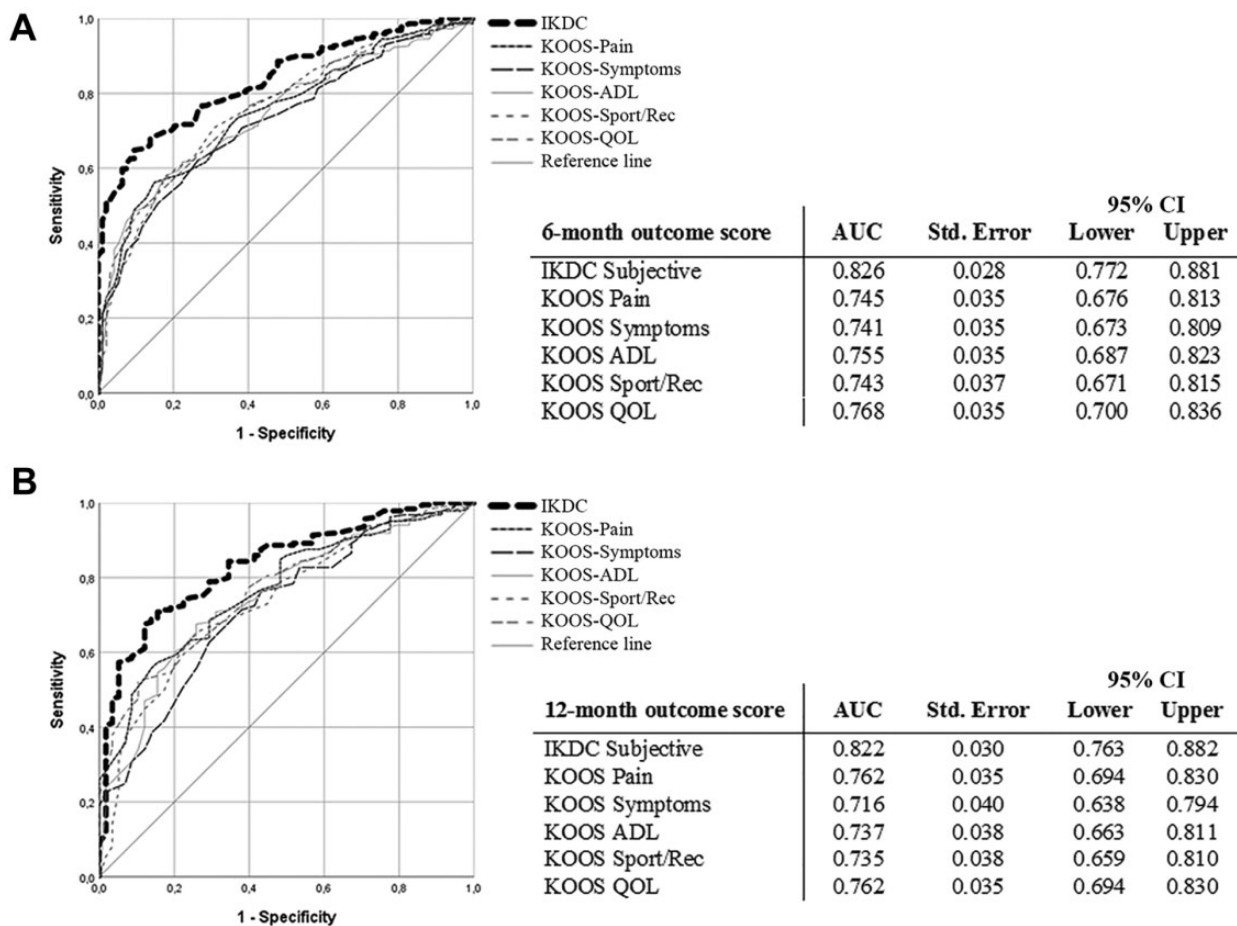 A
1,0
0,8
0,6
0,4
0,2
0,0
Sensitivity
0,0 0,2 0,4 0,6 0,8 1,0
1 - Specificity
IKDC
KOOS-Pain
KOOS-Symptoms
KOOS-ADL
KOOS-Sport/Rec
KOOS-QOL
Reference line
95% CI
6-month outcome score AUC Std. Error Lower Upper
IKDC Subjective 0.826 0.028 0.772 0.881
KOOS Pain 0.745 0.035 0.676 0.813
KOOS Symptoms 0.741 0.035 0.673 0.809
KOOS ADL 0.755 0.035 0.687 0.823
KOOS Sport/Rec 0.743 0.037 0.671 0.815
KOOS QOL 0.768 0.035 0.700 0.836
B
1,0
0,8
0,6
0,4
0,2
0,0
Sensitivity
0,0 0,2 0,4 0,6 0,8 1,0
1 - Specificity
IKDC
KOOS-Pain
KOOS-Symptoms
KOOS-ADL
KOOS-Sport/Rec
KOOS-QOL
Reference line
95% CI
12-month outcome score AUC Std. Error Lower Upper
IKDC Subjective 0.822 0.030 0.763 0.882
KOOS Pain 0.762 0.035 0.694 0.830
KOOS Symptoms 0.716 0.040 0.638 0.794
KOOS ADL 0.737 0.038 0.663 0.811
KOOS Sport/Rec 0.735 0.038 0.659 0.810
KOOS QOL 0.762 0.035 0.694 0.830